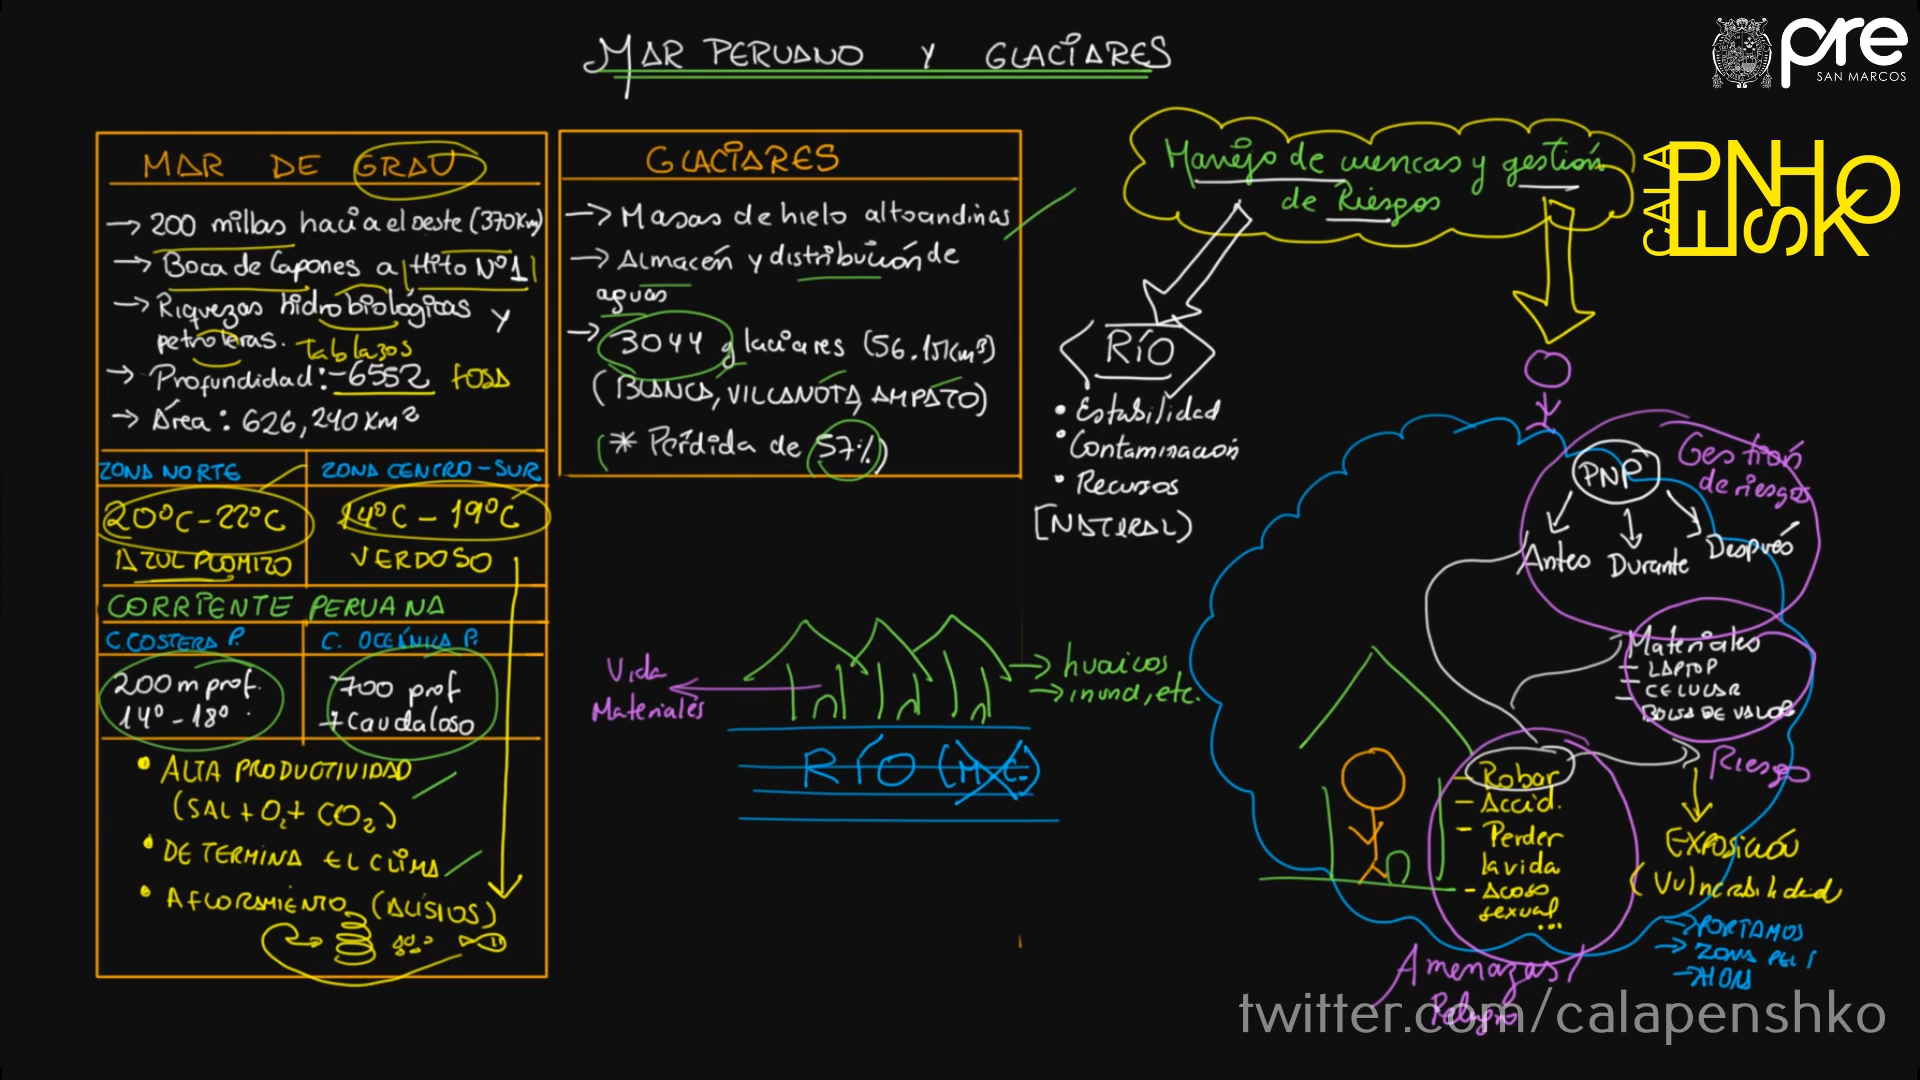 MAR PERUANO Y GLACIARES
pre
SAN MARCOS
CALA
PNHO
ESK
MAR DE GRAU
→ 200 millas hacia el oeste (370Km)
→ Boca de Capones a Hito Nº1
→ Riquezas hidrobiológicas y
petroleras. Tablazos
→ Profundidad: -6552 FOSA
→ Área: 626,240 Km²
ZONA NORTE
ZONA CENTRO-SUR
20°C-22°C
14°C - 19°C
AZUL PLOMIZO
VERDOSO
CORRIENTE PERUANA
C. COSTERA P.
C. OCEÁNICA P.
200 m prof.
14° - 18°
700 prof
+ Caudaloso
• ALTA PRODUCTIVIDAD
(SAL + O₂ + CO₂)
• DETERMINA EL CLIMA
• AFLORAMIENTO (ALISIOS)
GLACIARES
→ Masas de hielo altoandinas
→ Almacén y distribución de
aguas
→ 3044 glaciares (56.15Km³)
(BLANCA, VILCANOTA, AMPATO)
(* Pérdida de 57%)
Manejo de cuencas y gestión
de Riesgos
RÍO
• Estabilidad
• Contaminación
• Recursos
[NATURAL)
Vida
Materiales
→ huaicos
→ inund, etc.
RÍO (M.C.)
Gestión
de riesgos
PNP
Antes Durante Después
Materiales
- LAPTOP
- CELULAR
- BOLSA DE VALOR
- Robar
- Accid.
- Perder
la vida
- Acoso
sexual
...
Riesgo
EXPOSICIÓN
(Vulnerabilidad
→ PORTAMOS
→ ZONA PEL
Amenazas/
Peligro
twitter.com/calapenshko